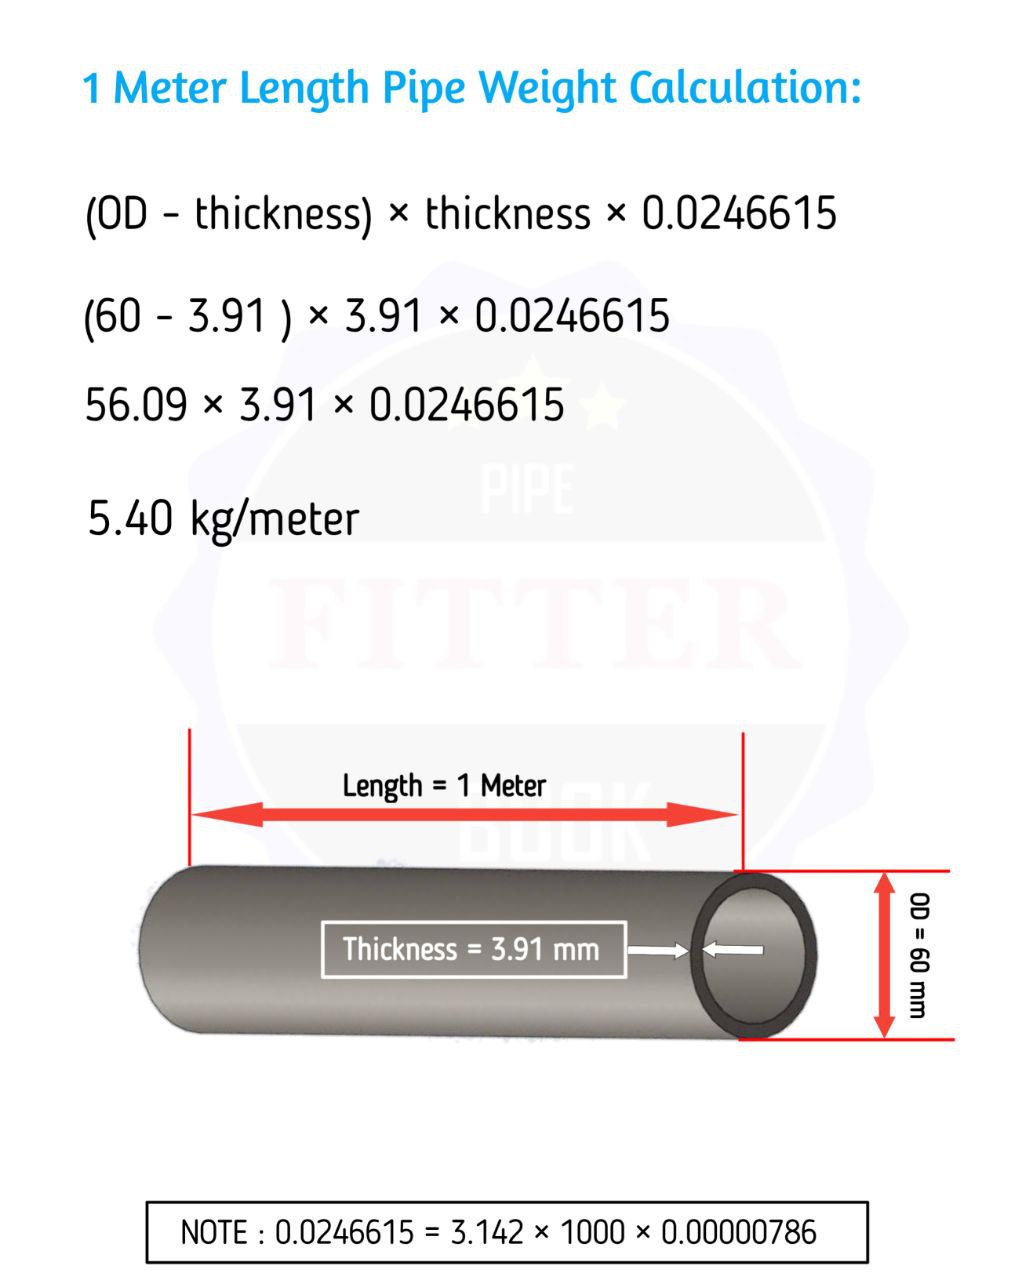 1 Meter Length Pipe Weight Calculation:
(OD - thickness) × thickness × 0.0246615
(60 - 3.91 ) × 3.91 × 0.0246615
56.09 × 3.91 × 0.0246615
5.40 kg/meter
PIPE
FITTER
BOOK
Length = 1 Meter
Thickness = 3.91 mm
OD = 60 mm
NOTE : 0.0246615 = 3.142 × 1000 × 0.00000786